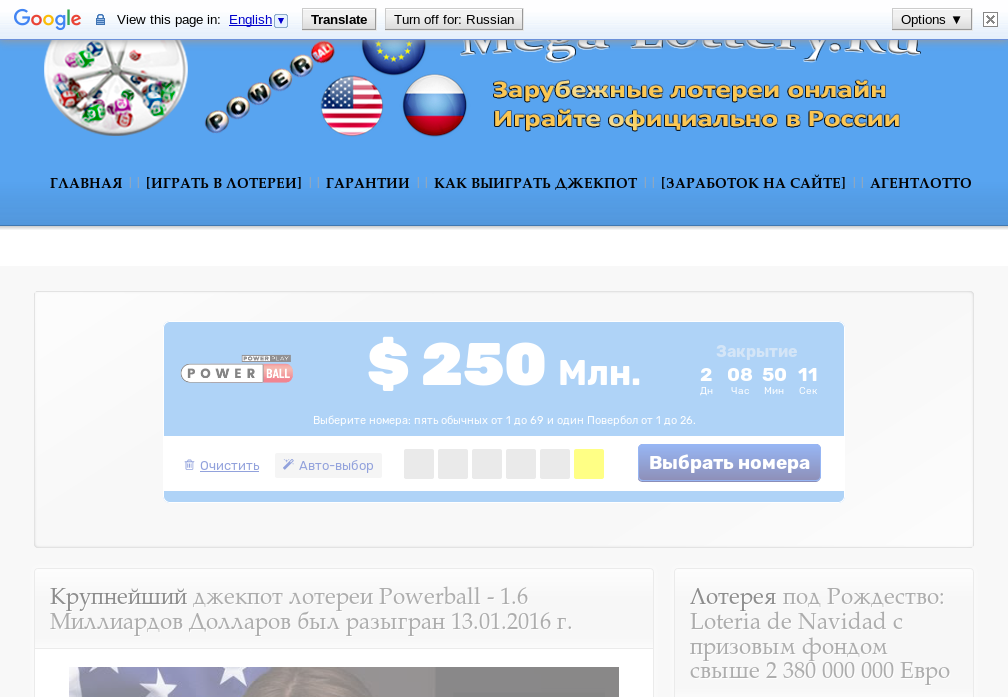 Google View this page in: English ▼ Translate Turn off for: Russian Options ▼
Mega-Lottery.Ru
POWERB
Зарубежные лотереи онлайн
Играйте официально в России
ГЛАВНАЯ | | [ИГРАТЬ В ЛОТЕРЕИ] | | ГАРАНТИИ | | КАК ВЫИГРАТЬ ДЖЕКПОТ | | [ЗАРАБОТОК НА САЙТЕ] | | АГЕНТЛОТТО
POWER PLAY
POWER BALL
$ 250 Млн.
Закрытие
2 08 50 11
Дн Час Мин Сек
Выберите номера: пять обычных от 1 до 69 и один Повербол от 1 до 26.
Очистить Авто-выбор Выбрать номера
Крупнейший джекпот лотереи Powerball - 1.6
Миллиардов Долларов был разыгран 13.01.2016 г.
Лотерея под Рождество:
Loteria de Navidad с
призовым фондом
свыше 2 380 000 000 Евро